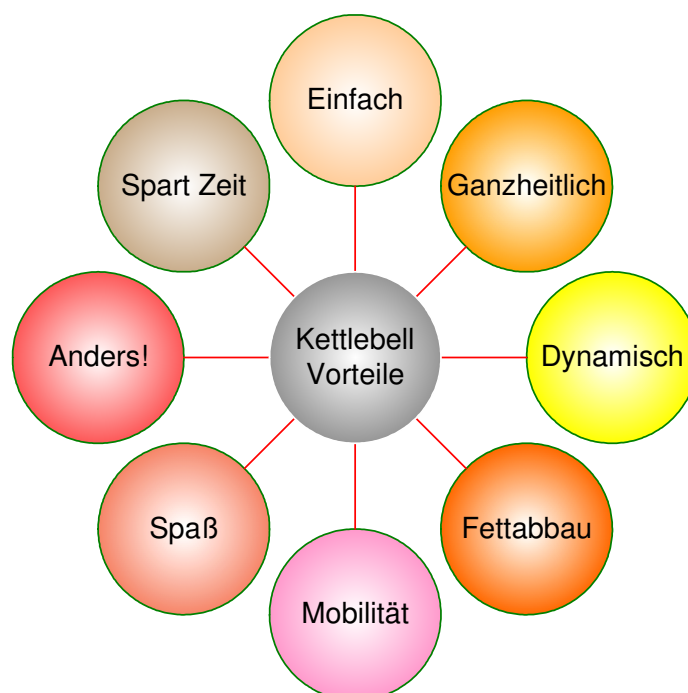 Einfach
Ganzheitlich
Dynamisch
Fettabbau
Mobilität
Spaß
Anders!
Spart Zeit
Kettlebell
Vorteile